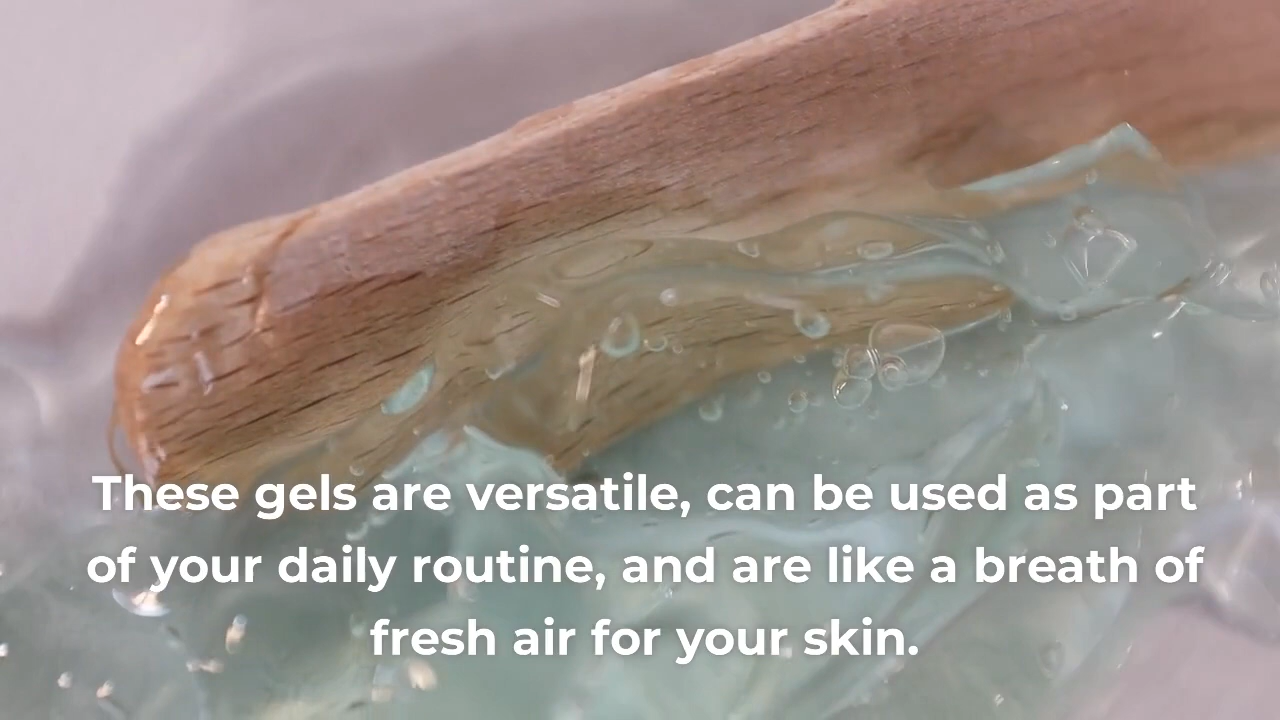 These gels are versatile, can be used as part
of your daily routine, and are like a breath of
fresh air for your skin.